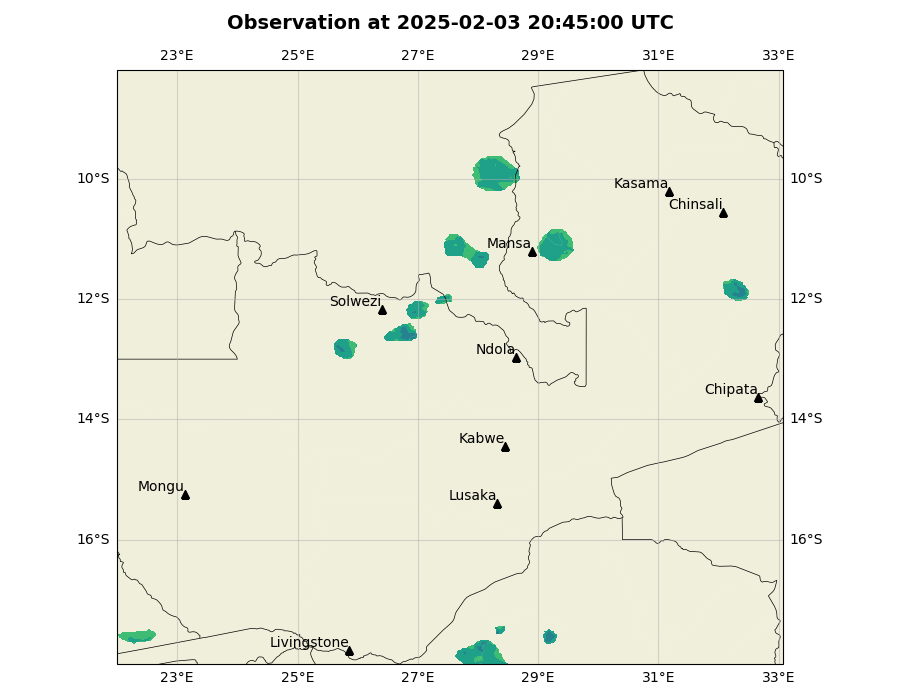 Observation at 2025-02-03 20:45:00 UTC
23°E 25°E 27°E 29°E 31°E 33°E
10°S 10°S
Kasama
Chinsali
Mansa
12°S 12°S
Solwezi
Ndola
Chipata
14°S 14°S
Kabwe
Mongu
Lusaka
16°S 16°S
Livingstone
23°E 25°E 27°E 29°E 31°E 33°E